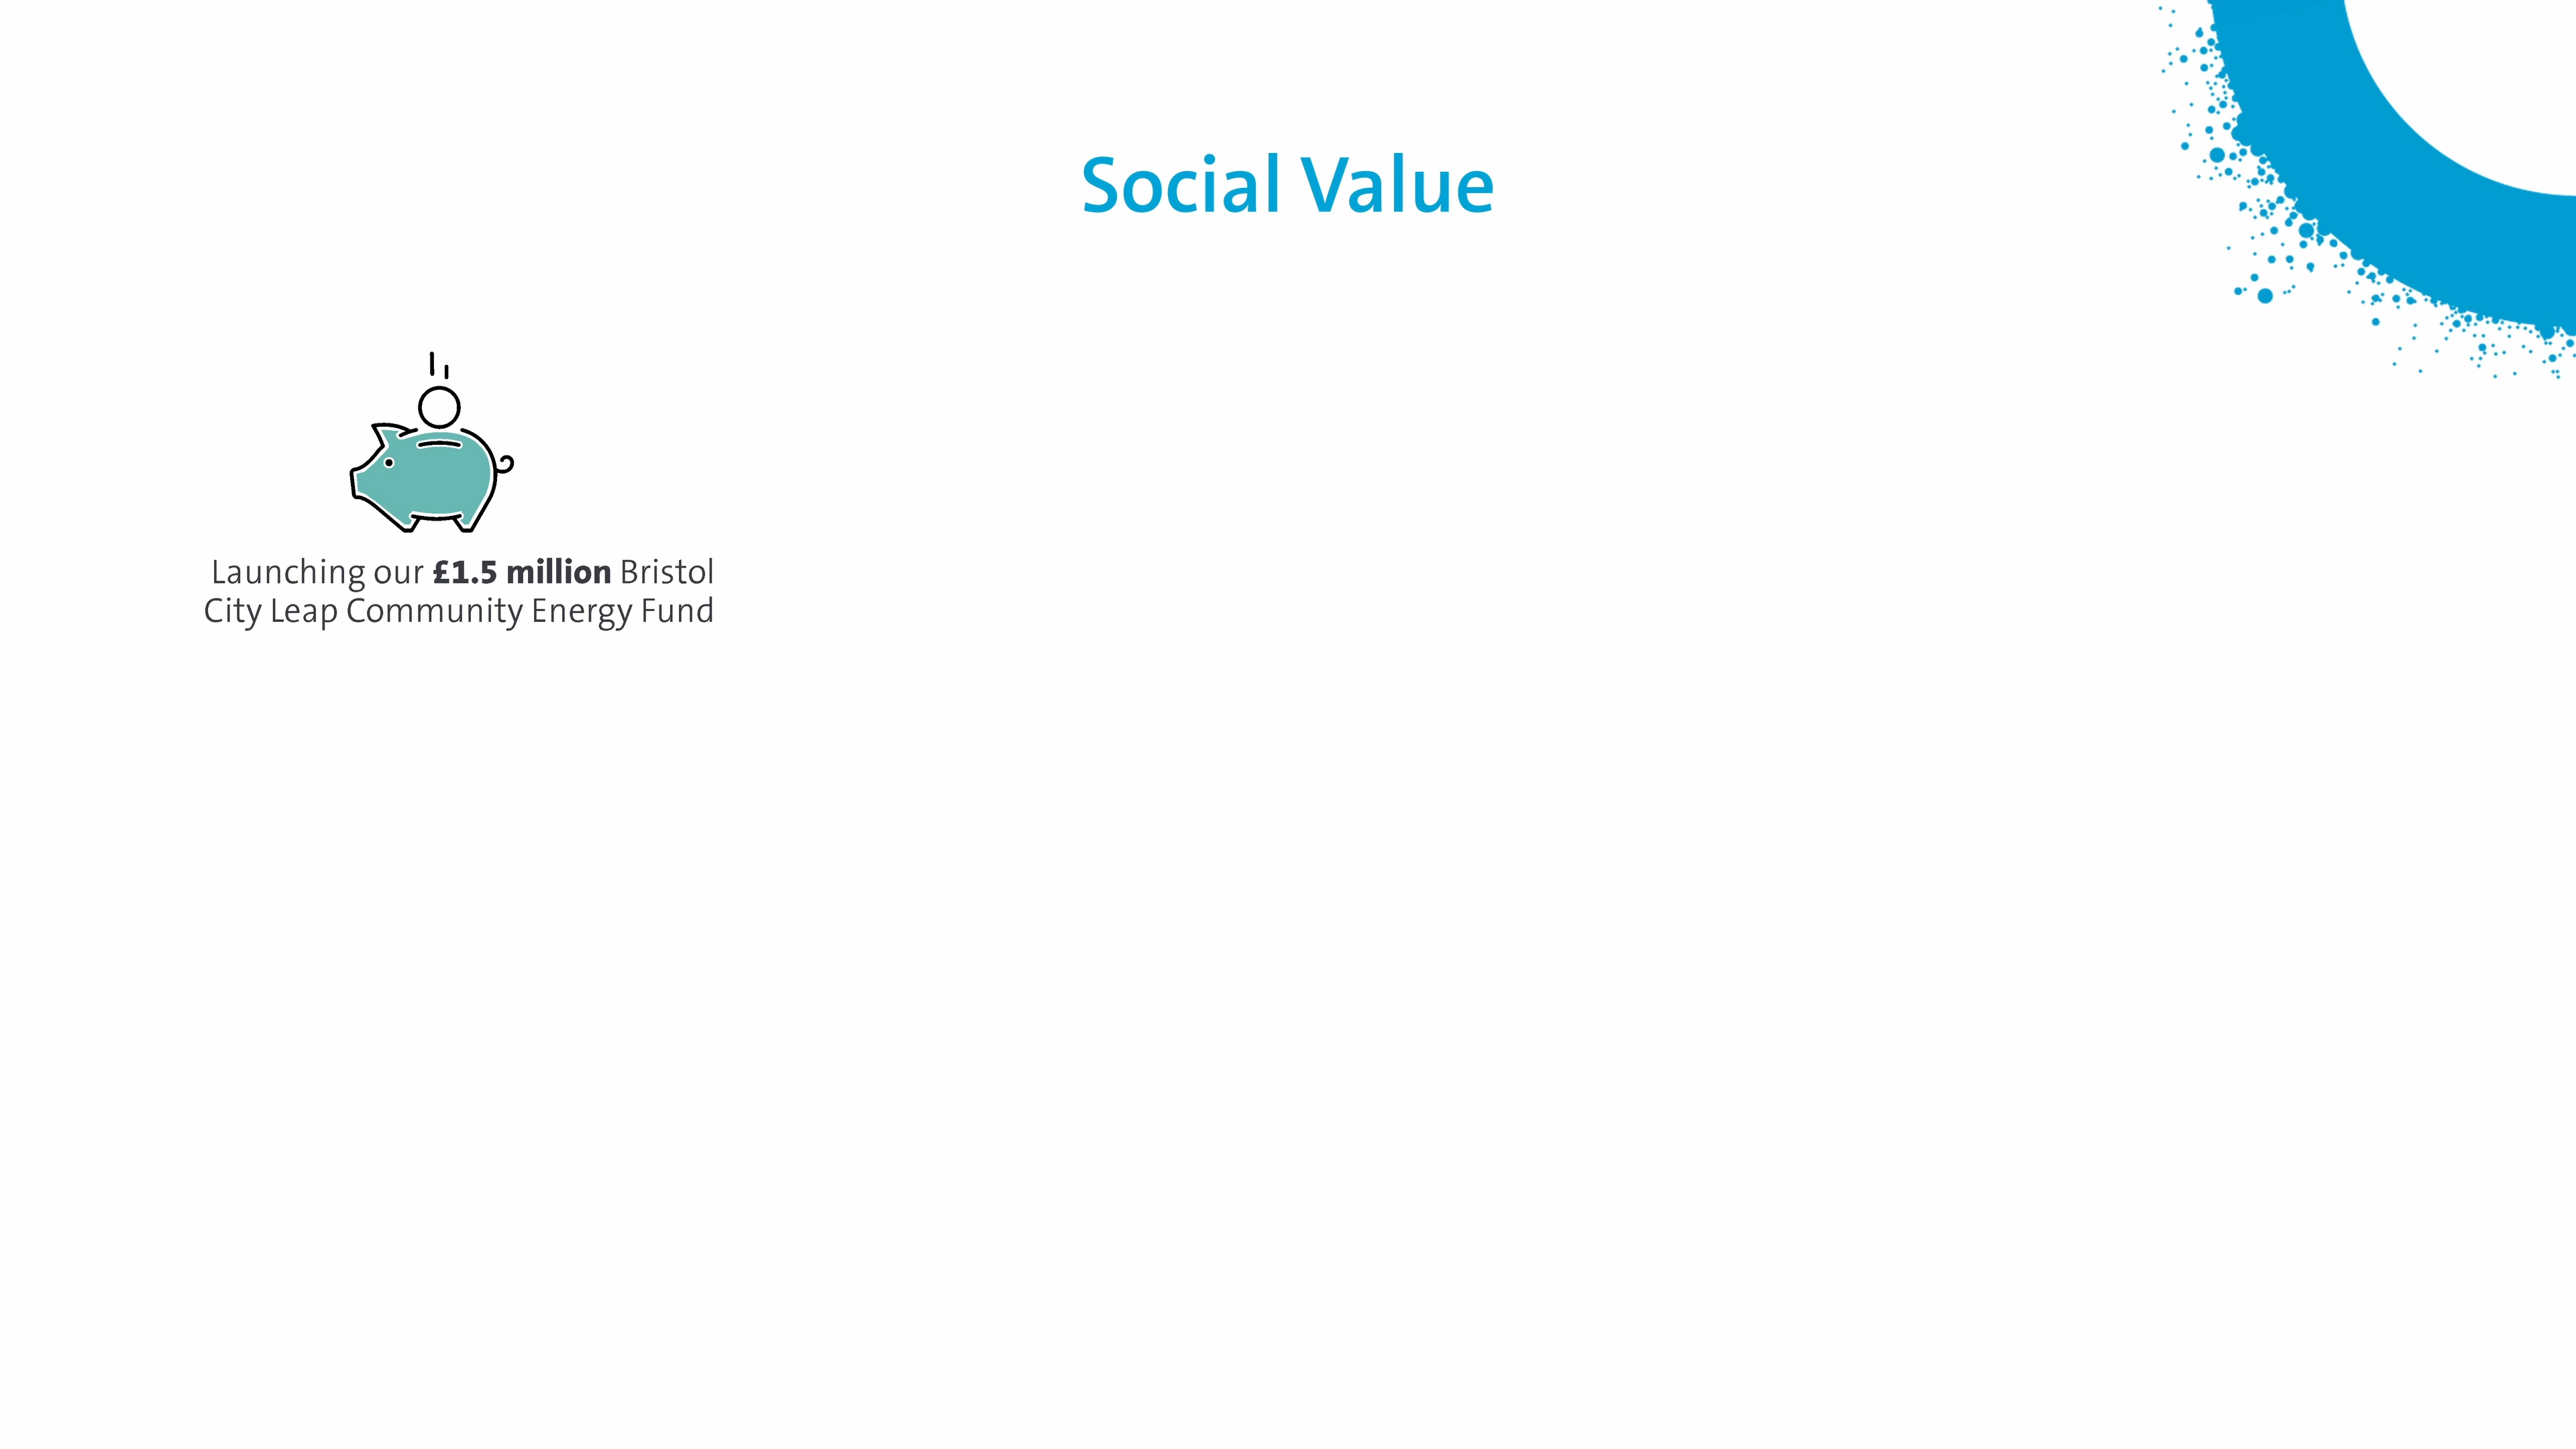 Social Value
Launching our £1.5 million Bristol
City Leap Community Energy Fund